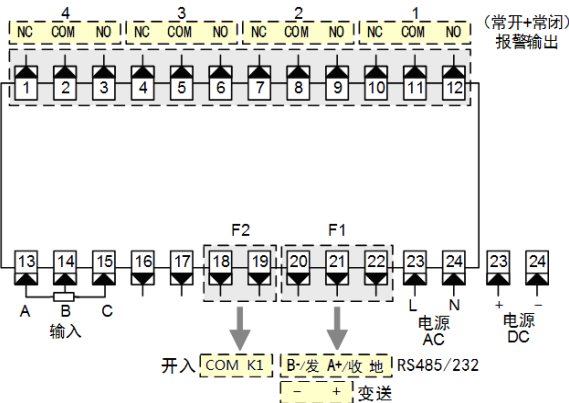 4 3 2 1
NC COM NO NC COM NO NC COM NO NC COM NO
(常开+常闭)
报警输出
1 2 3 4 5 6 7 8 9 10 11 12
F2 F1
13 14 15 16 17 18 19 20 21 22 23 24 23 24
A B C
输入
L N
电源
AC
+ −
电源
DC
开入 COM K1 B-/发 A+/收 地 RS485/232
− + 变送